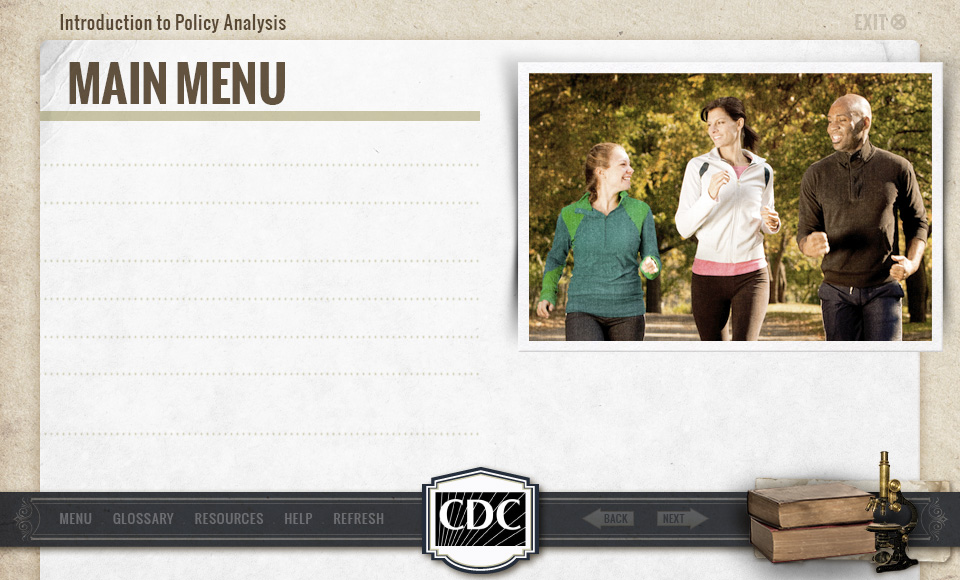 Introduction to Policy Analysis
EXIT
MAIN MENU
MENU GLOSSARY RESOURCES HELP REFRESH
CDC
BACK NEXT